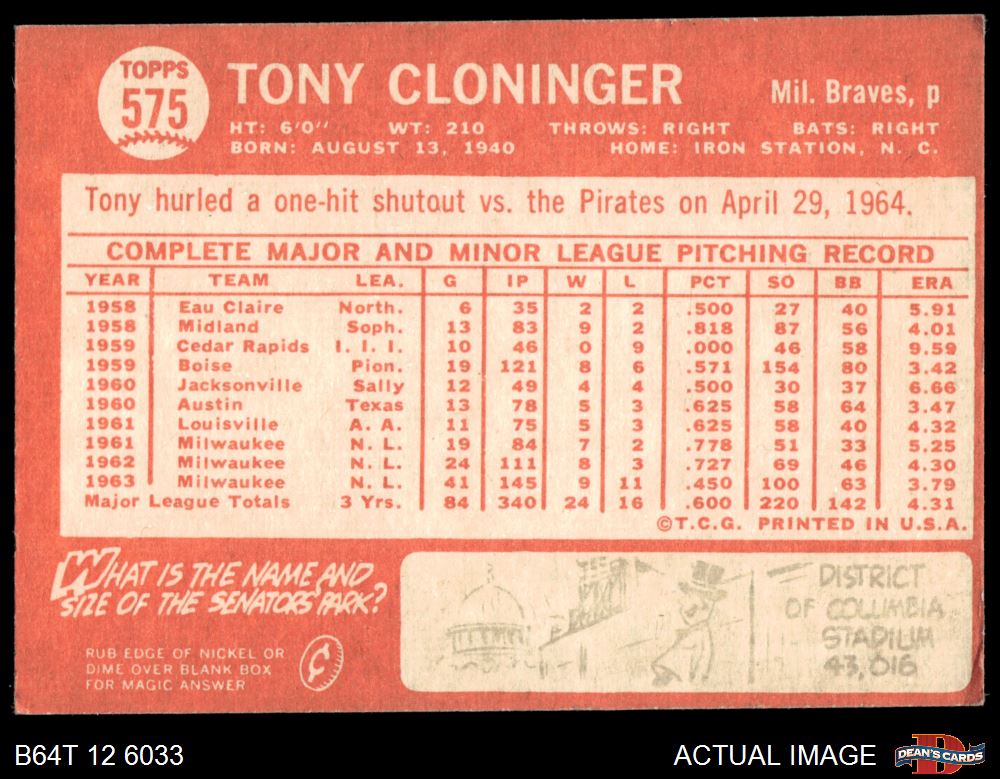 TOPPS
575
TONY CLONINGER
Mil. Braves, p
HT: 6'0" WT: 210 THROWS: RIGHT BATS: RIGHT
BORN: AUGUST 13, 1940 HOME: IRON STATION, N. C.
Tony hurled a one-hit shutout vs. the Pirates on April 29, 1964.
COMPLETE MAJOR AND MINOR LEAGUE PITCHING RECORD
YEAR TEAM LEA. G IP W L PCT SO BB ERA
1958 Eau Claire North. 6 35 2 2 .500 27 40 5.91
1958 Midland Soph. 13 83 9 2 .818 87 56 4.01
1959 Cedar Rapids I. I. I. 10 46 0 9 .000 46 58 9.59
1959 Boise Pion. 19 121 8 6 .571 154 80 3.42
1960 Jacksonville Sally 12 49 4 4 .500 30 37 6.66
1960 Austin Texas 13 78 5 3 .625 58 64 3.47
1961 Louisville A. A. 11 75 5 3 .625 58 40 4.32
1961 Milwaukee N. L. 19 84 7 2 .778 51 33 5.25
1962 Milwaukee N. L. 24 111 8 3 .727 69 46 4.30
1963 Milwaukee N. L. 41 145 9 11 .450 100 63 3.79
Major League Totals 3 Yrs. 84 340 24 16 .600 220 142 4.31
©T.C.G. PRINTED IN U.S.A.
WHAT IS THE NAME AND
SIZE OF THE SENATORS' PARK?
RUB EDGE OF NICKEL OR
DIME OVER BLANK BOX
FOR MAGIC ANSWER
DISTRICT
OF COLUMBIA
STADIUM
43,016
B64T 12 6033
ACTUAL IMAGE
DEAN'S CARDS